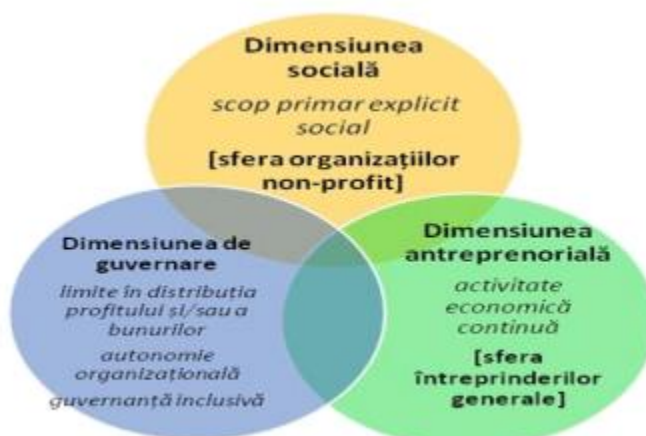 Dimensiunea
socială
scop primar explicit
social
[sfera organizațiilor
non-profit]
Dimensiunea de
guvernare
limite în distribuția
profitului și/sau a
bunurilor
autonomie
organizațională
guvernanță inclusivă
Dimensiunea
antreprenorială
activitate
economică
continuă
[sfera
întreprinderilor
generale]